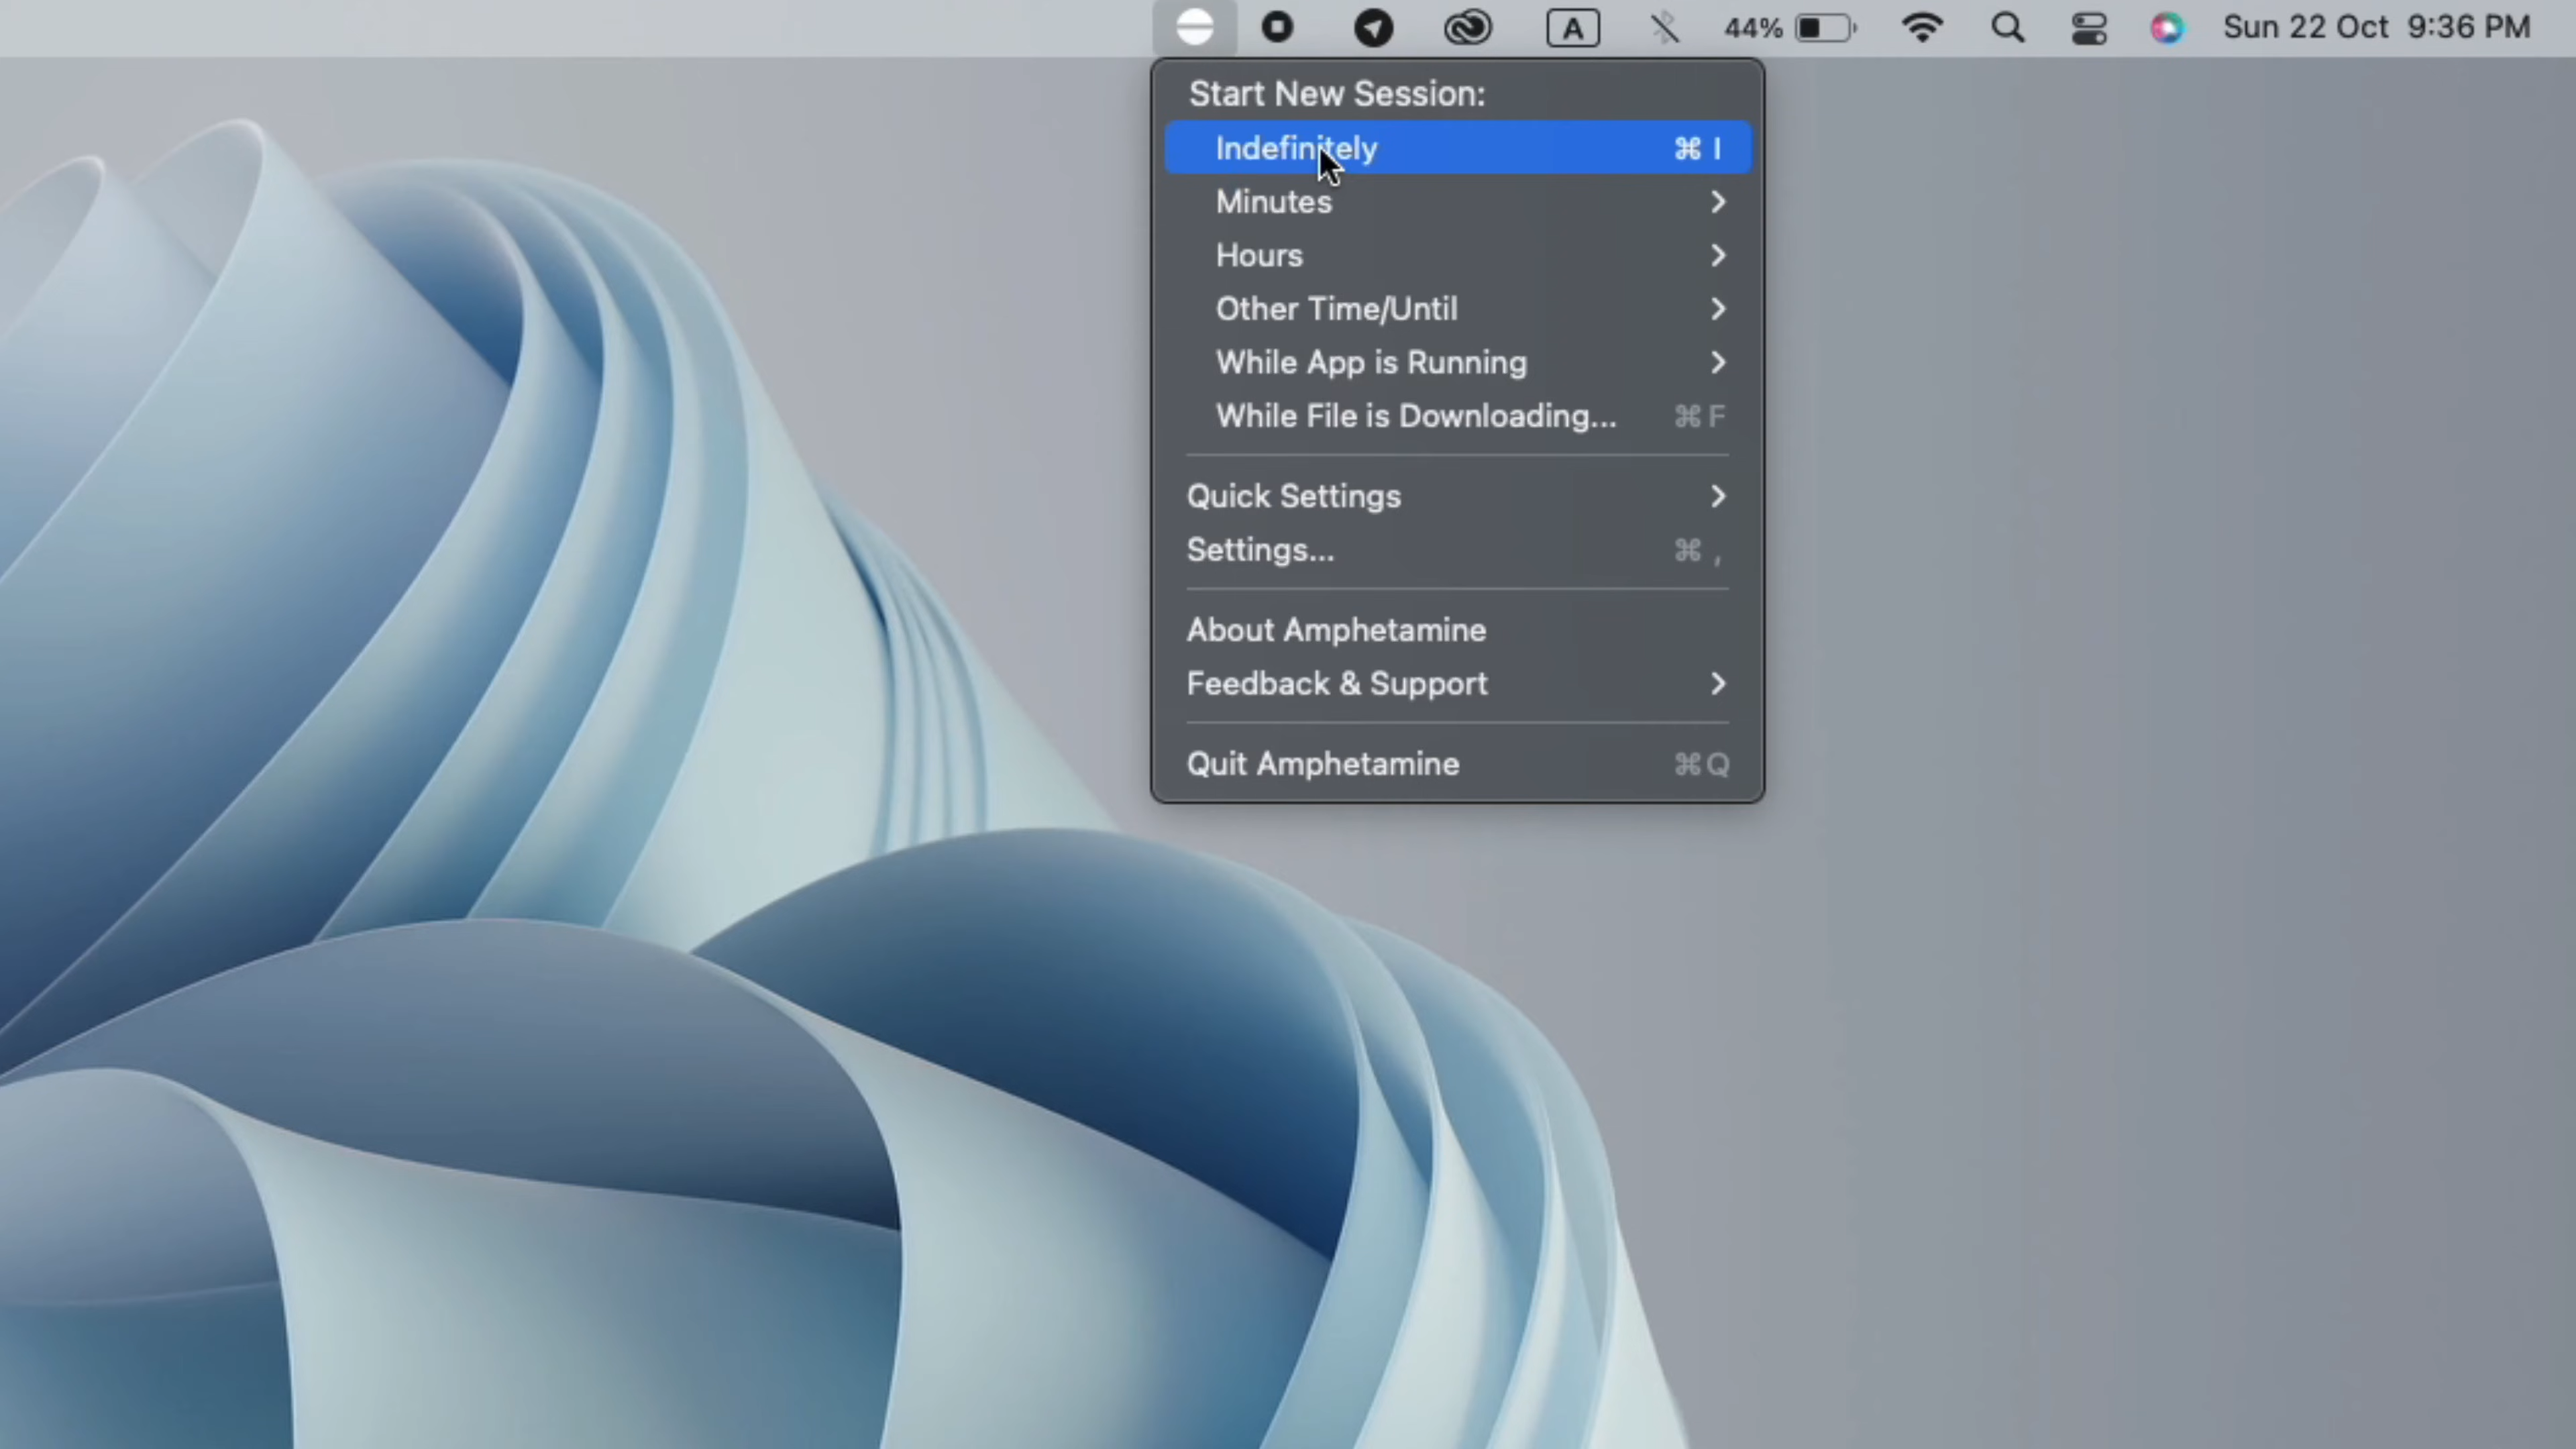 A 44% Sun 22 Oct 9:36 PM
Start New Session:
Indefinitely ⌘ I
Minutes
Hours
Other Time/Until
While App is Running
While File is Downloading... ⌘ F
Quick Settings
Settings... ⌘ ,
About Amphetamine
Feedback & Support
Quit Amphetamine ⌘ Q